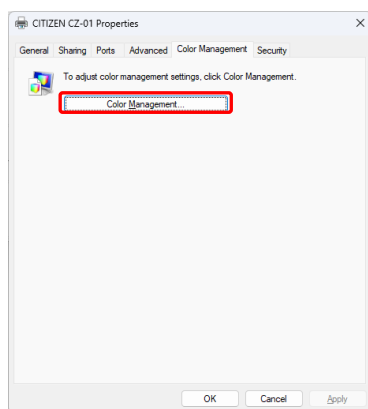 CITIZEN CZ-01 Properties
General Sharing Ports Advanced Color Management Security
To adjust color management settings, click Color Management.
Color Management...
OK Cancel Apply